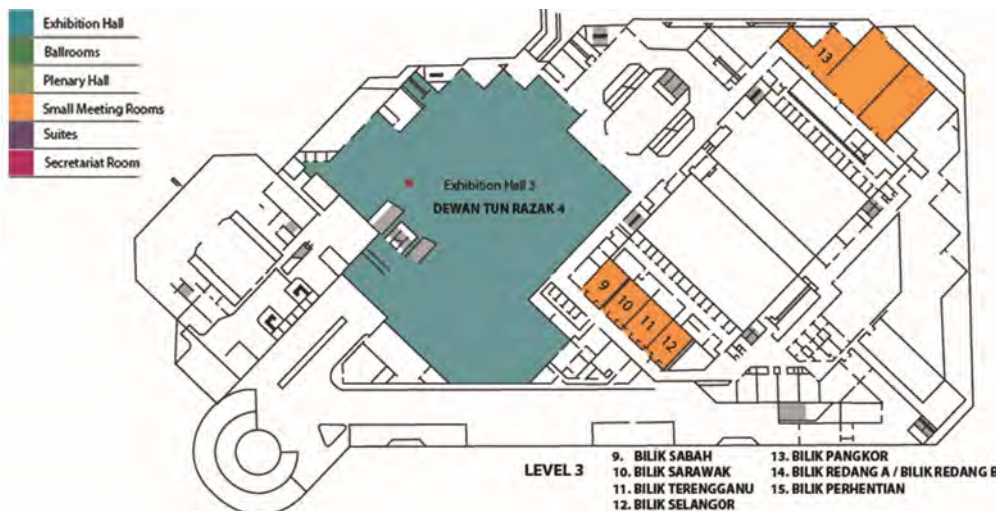 Exhibition Hall
Ballrooms
Plenary Hall
Small Meeting Rooms
Suites
Secretariat Room
13
Exhibition Hall 3
DEWAN TUN RAZAK 4
9
10
11
12
LEVEL 3
9. BILIK SABAH
10. BILIK SARAWAK
11. BILIK TERENGGANU
12. BILIK SELANGOR
13. BILIK PANGKOR
14. BILIK REDANG A / BILIK REDANG B
15. BILIK PERHENTIAN